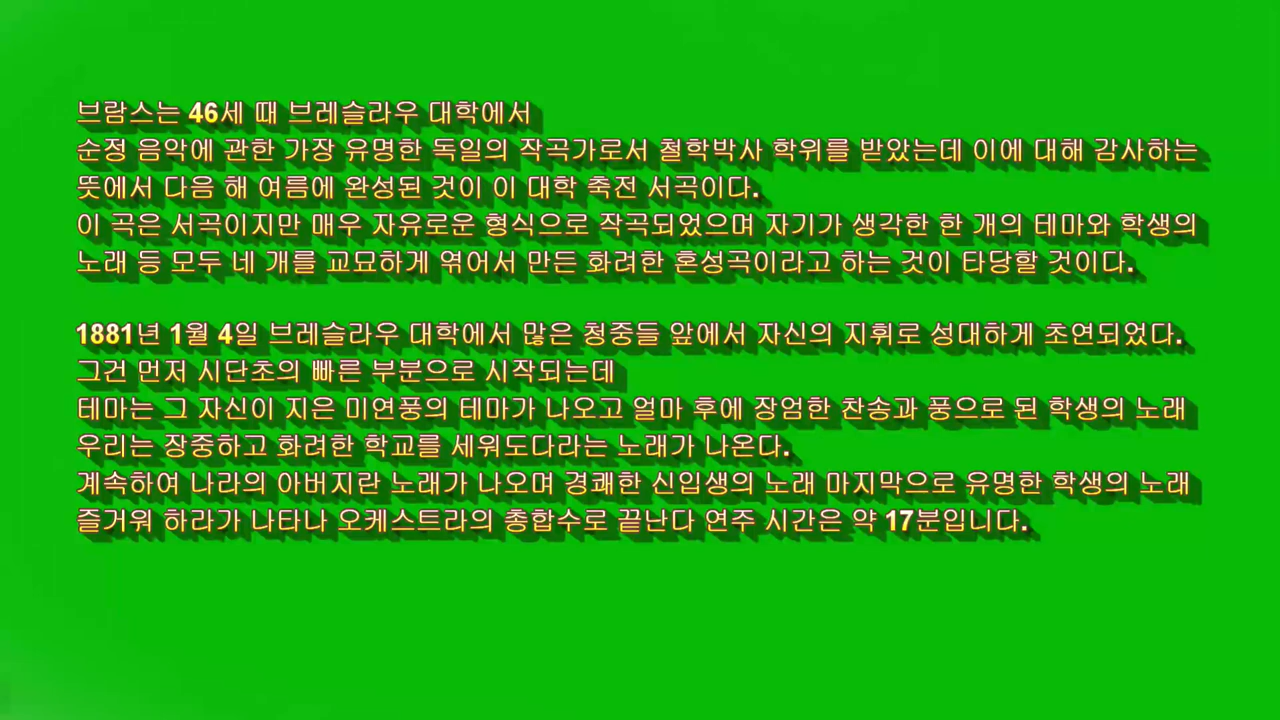 브람스는 46세 때 브레슬라우 대학에서
순정 음악에 관한 가장 유명한 독일의 작곡가로서 철학박사 학위를 받았는데 이에 대해 감사하는
뜻에서 다음 해 여름에 완성된 것이 이 대학 축전 서곡이다.
이 곡은 서곡이지만 매우 자유로운 형식으로 작곡되었으며 자기가 생각한 한 개의 테마와 학생의
노래 등 모두 네 개를 교묘하게 엮어서 만든 화려한 혼성곡이라고 하는 것이 타당할 것이다.
1881년 1월 4일 브레슬라우 대학에서 많은 청중들 앞에서 자신의 지휘로 성대하게 초연되었다.
그건 먼저 시단초의 빠른 부분으로 시작되는데
테마는 그 자신이 지은 미연풍의 테마가 나오고 얼마 후에 장엄한 찬송과 풍으로 된 학생의 노래
우리는 장중하고 화려한 학교를 세워도다라는 노래가 나온다.
계속하여 나라의 아버지란 노래가 나오며 경쾌한 신입생의 노래 마지막으로 유명한 학생의 노래
즐거워 하라가 나타나 오케스트라의 총합수로 끝난다 연주 시간은 약 17분입니다.